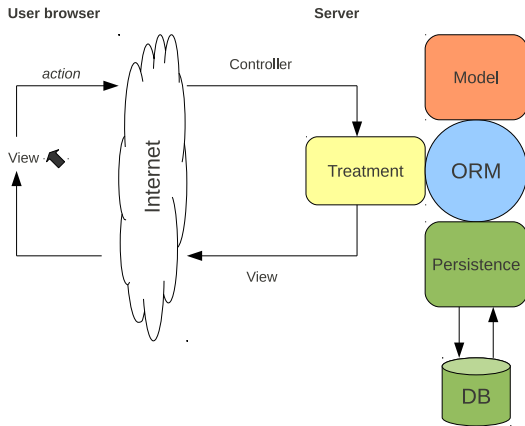 User browser
Server
action
Controller
Model
View
Internet
Treatment
ORM
View
Persistence
DB